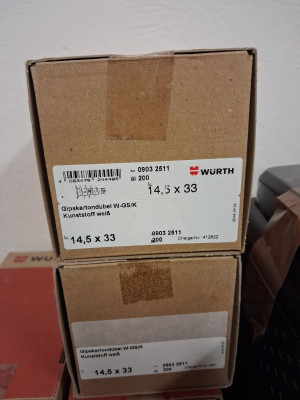 0903 2511
200
WÜRTH
14,5 x 33
Gipskartondübel W-GS/K
Kunststoff weiß
14,5 x 33
0903 2511
200
WÜRTH
Gipskartondübel W-GS/K
Kunststoff weiß
14,5 x 33
0903 2511
200